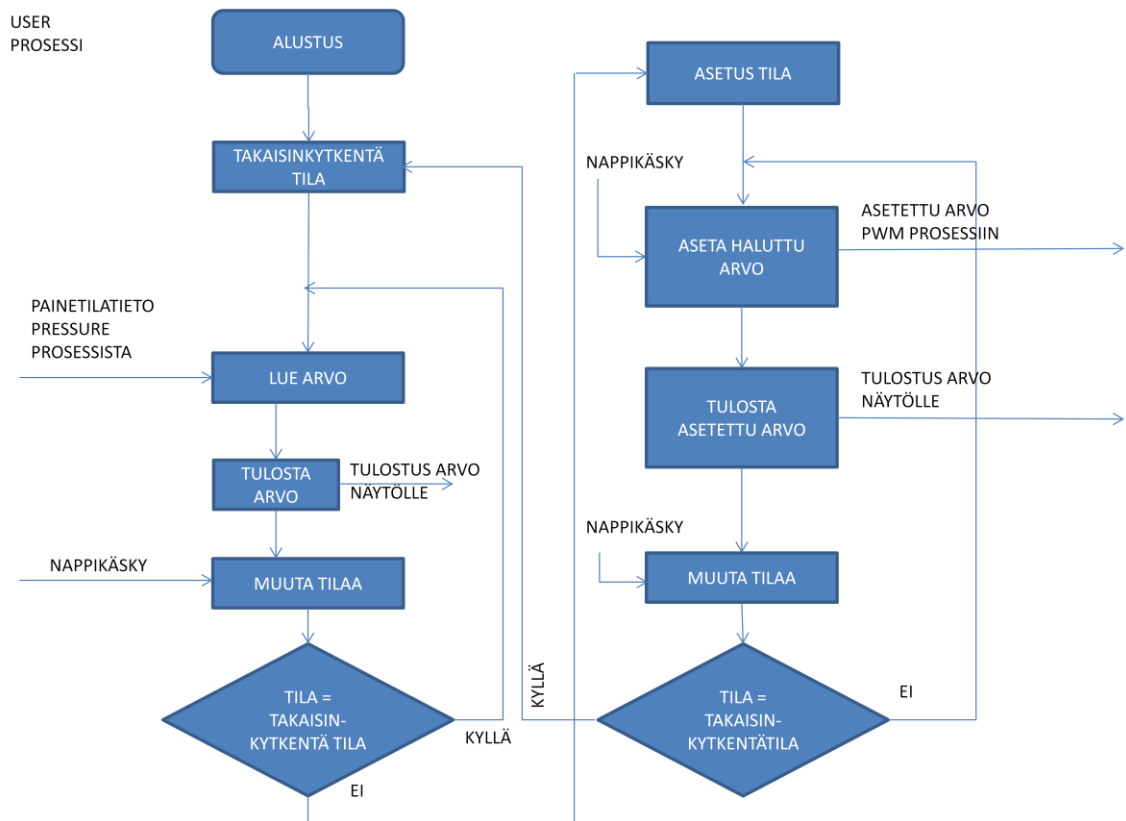 USER
PROSESSI
ALUSTUS
TAKAISINKYTKENTÄ
TILA
PAINETILATIETO
PRESSURE
PROSESSISTA
LUE ARVO
TULOSTA
ARVO
TULOSTUS ARVO
NÄYTÖLLE
NAPPIKÄSKY
MUUTA TILAA
TILA =
TAKAISIN-
KYTKENTÄ TILA
KYLLÄ
EI
ASETUS TILA
NAPPIKÄSKY
ASETA HALUTTU
ARVO
ASETETTU ARVO
PWM PROSESSIIN
TULOSTA
ASETETTU ARVO
TULOSTUS ARVO
NÄYTÖLLE
NAPPIKÄSKY
MUUTA TILAA
TILA =
TAKAISIN-
KYTKENTÄTILA
KYLLÄ
EI